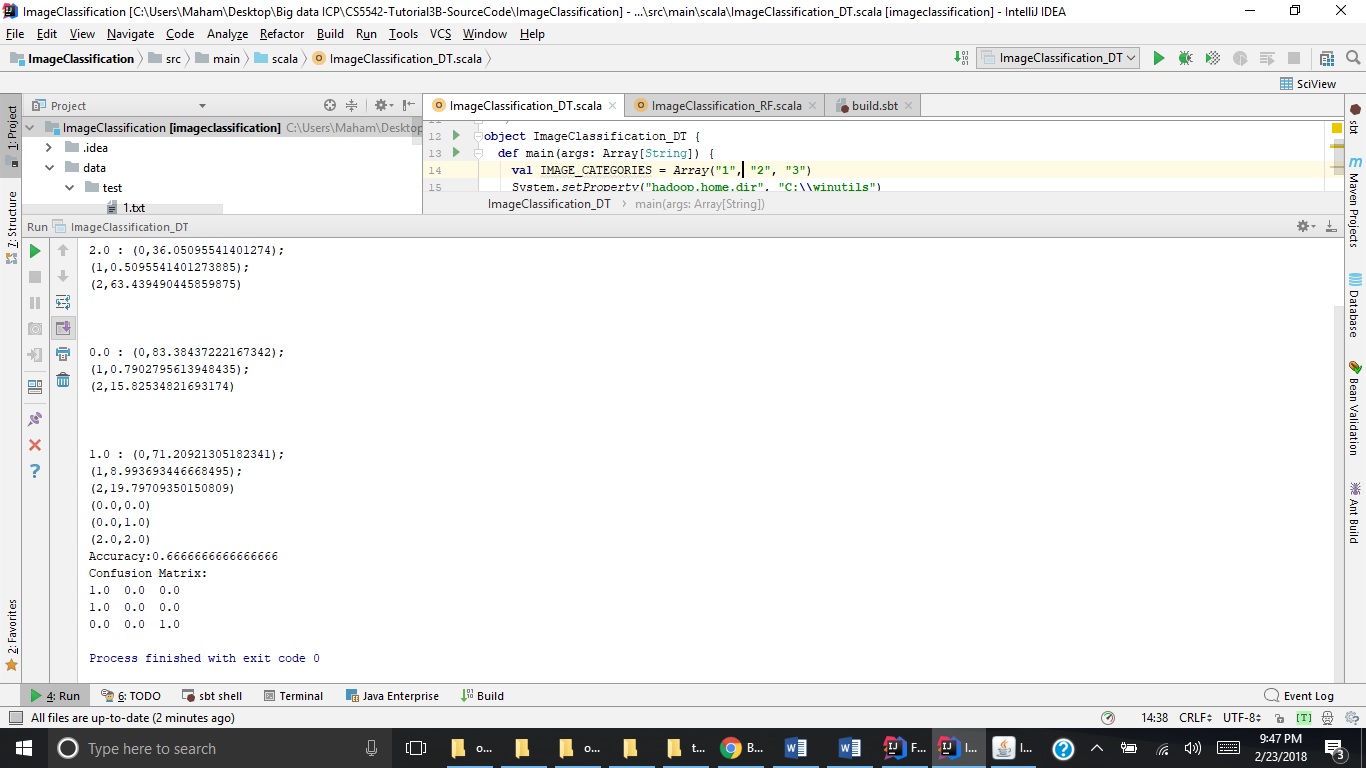 ImageClassification [C:\Users\Maham\Desktop\Big data ICP\CS5542-Tutorial3B-SourceCode\ImageClassification] - ...\src\main\scala\ImageClassification_DT.scala [imageclassification] - IntelliJ IDEA
File Edit View Navigate Code Analyze Refactor Build Run Tools VCS Window Help
ImageClassification src main scala ImageClassification_DT.scala ImageClassification_DT
SciView
Project ImageClassification_DT.scala ImageClassification_RF.scala build.sbt
ImageClassification [imageclassification] C:\Users\Maham\Desktop
.idea
data
test
1.txt
12 object ImageClassification_DT {
13 def main(args: Array[String]) {
14 val IMAGE_CATEGORIES = Array("1", "2", "3")
15 System.setProperty("hadoop.home.dir", "C:\\winutils")
ImageClassification_DT main(args: Array[String])
Run ImageClassification_DT
2.0 : (0,36.05095541401274);
(1,0.5095541401273885);
(2,63.439490445859875)
0.0 : (0,83.38437222167342);
(1,0.7902795613948435);
(2,15.82534821693174)
1.0 : (0,71.20921305182341);
(1,8.993693446668495);
(2,19.79709350150809)
(0.0,0.0)
(0.0,1.0)
(2.0,2.0)
Accuracy:0.6666666666666666
Confusion Matrix:
1.0 0.0 0.0
1.0 0.0 0.0
0.0 0.0 1.0
Process finished with exit code 0
1: Project
7: Structure
2: Favorites
sbt
Maven Projects
Database
Bean Validation
Ant Build
4: Run 6: TODO sbt shell Terminal Java Enterprise Build Event Log
All files are up-to-date (2 minutes ago) 14:38 CRLF UTF-8 [T]
Type here to search o... o... t... B... F... I... I... 9:47 PM
2/23/2018 3